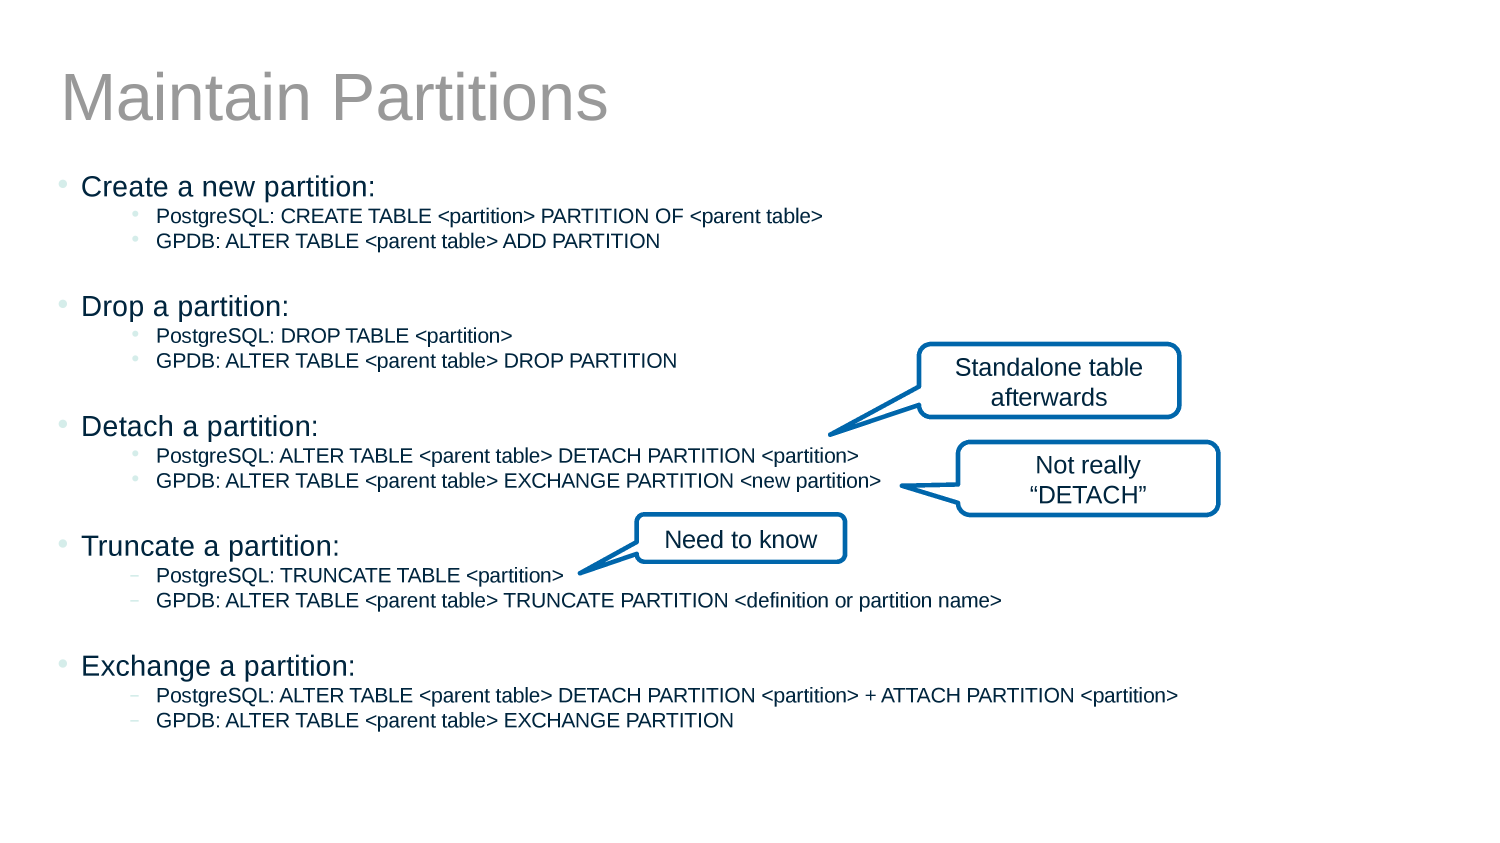 Maintain Partitions
• Create a new partition:
• PostgreSQL: CREATE TABLE <partition> PARTITION OF <parent table>
• GPDB: ALTER TABLE <parent table> ADD PARTITION
• Drop a partition:
• PostgreSQL: DROP TABLE <partition>
• GPDB: ALTER TABLE <parent table> DROP PARTITION
Standalone table
afterwards
• Detach a partition:
• PostgreSQL: ALTER TABLE <parent table> DETACH PARTITION <partition>
• GPDB: ALTER TABLE <parent table> EXCHANGE PARTITION <new partition>
Not really
“DETACH”
Need to know
• Truncate a partition:
– PostgreSQL: TRUNCATE TABLE <partition>
– GPDB: ALTER TABLE <parent table> TRUNCATE PARTITION <definition or partition name>
• Exchange a partition:
– PostgreSQL: ALTER TABLE <parent table> DETACH PARTITION <partition> + ATTACH PARTITION <partition>
– GPDB: ALTER TABLE <parent table> EXCHANGE PARTITION